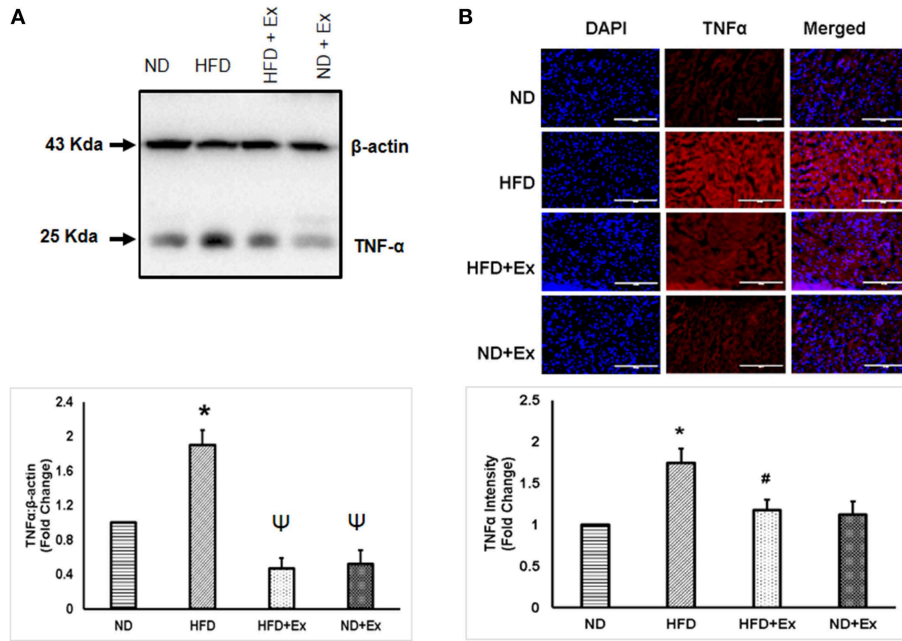 A
ND HFD HFD + Ex ND + Ex
43 Kda β-actin
25 Kda TNF-α
2.4
2
1.6
1.2
0.8
0.4
0
TNFα:β-actin
(Fold Change)
*
Ψ Ψ
ND HFD HFD+Ex ND+Ex
B
DAPI TNFα Merged
ND
HFD
HFD+Ex
ND+Ex
2.5
2
1.5
1
0.5
0
TNFα Intensity
(Fold Change)
*
#
ND HFD HFD+Ex ND+Ex